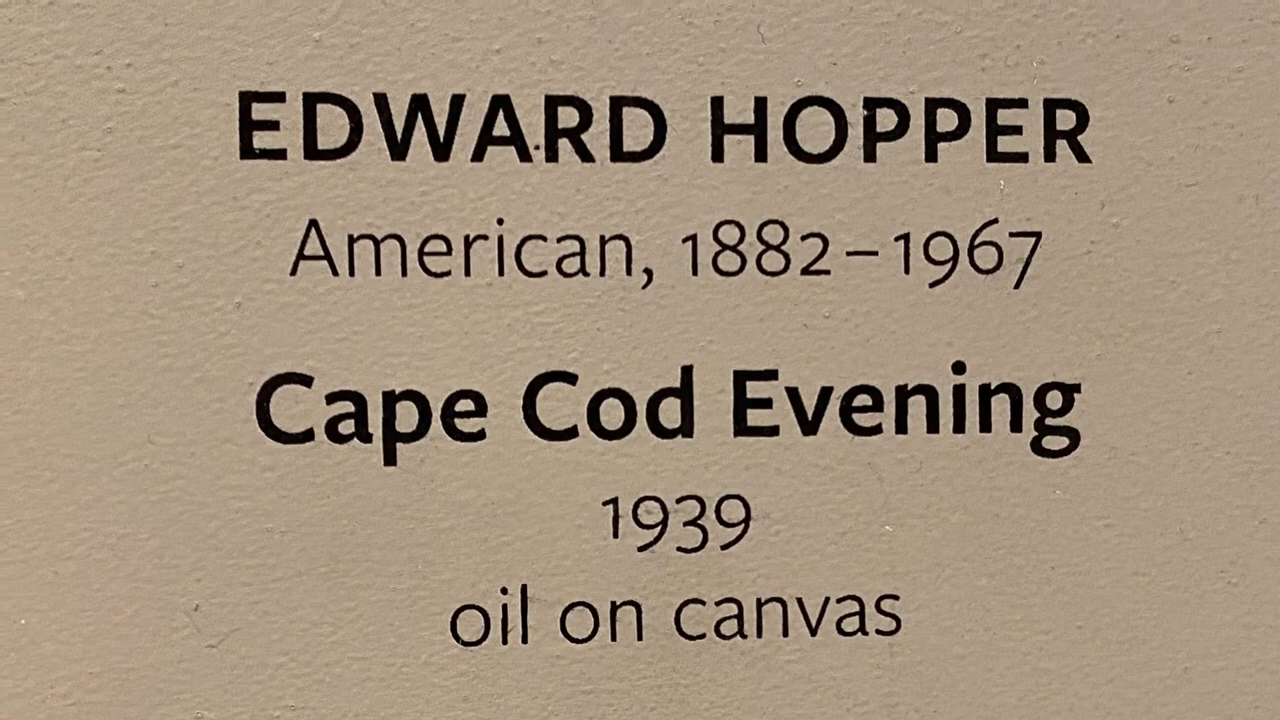 EDWARD HOPPER
American, 1882–1967
Cape Cod Evening
1939
oil on canvas